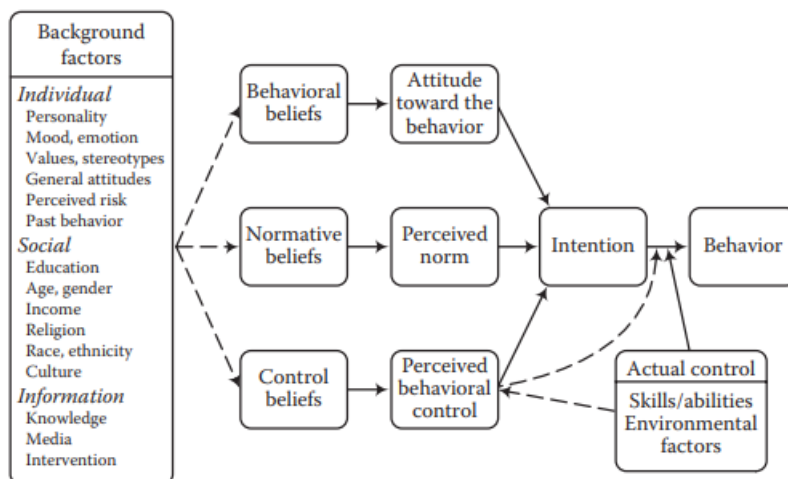 Background
factors
Individual
Personality
Mood, emotion
Values, stereotypes
General attitudes
Perceived risk
Past behavior
Social
Education
Age, gender
Income
Religion
Race, ethnicity
Culture
Information
Knowledge
Media
Intervention
Behavioral
beliefs
Attitude
toward the
behavior
Normative
beliefs
Perceived
norm
Intention
Behavior
Control
beliefs
Perceived
behavioral
control
Actual control
Skills/abilities
Environmental
factors